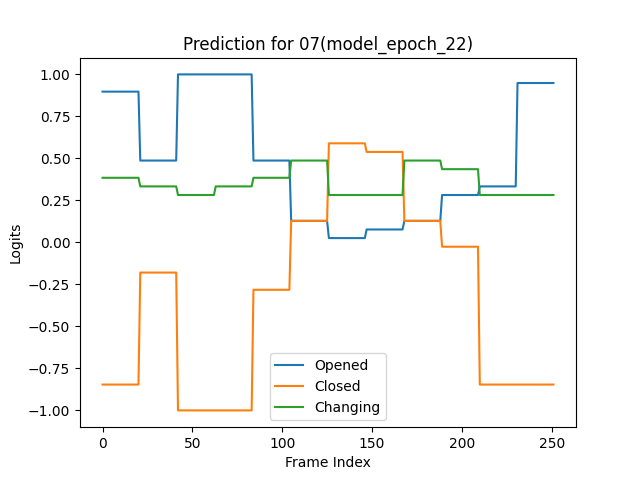 Prediction for 07(model_epoch_22)
1.00
0.75
0.50
0.25
0.00
−0.25
−0.50
−0.75
−1.00
Logits
Opened
Closed
Changing
0 50 100 150 200 250
Frame Index